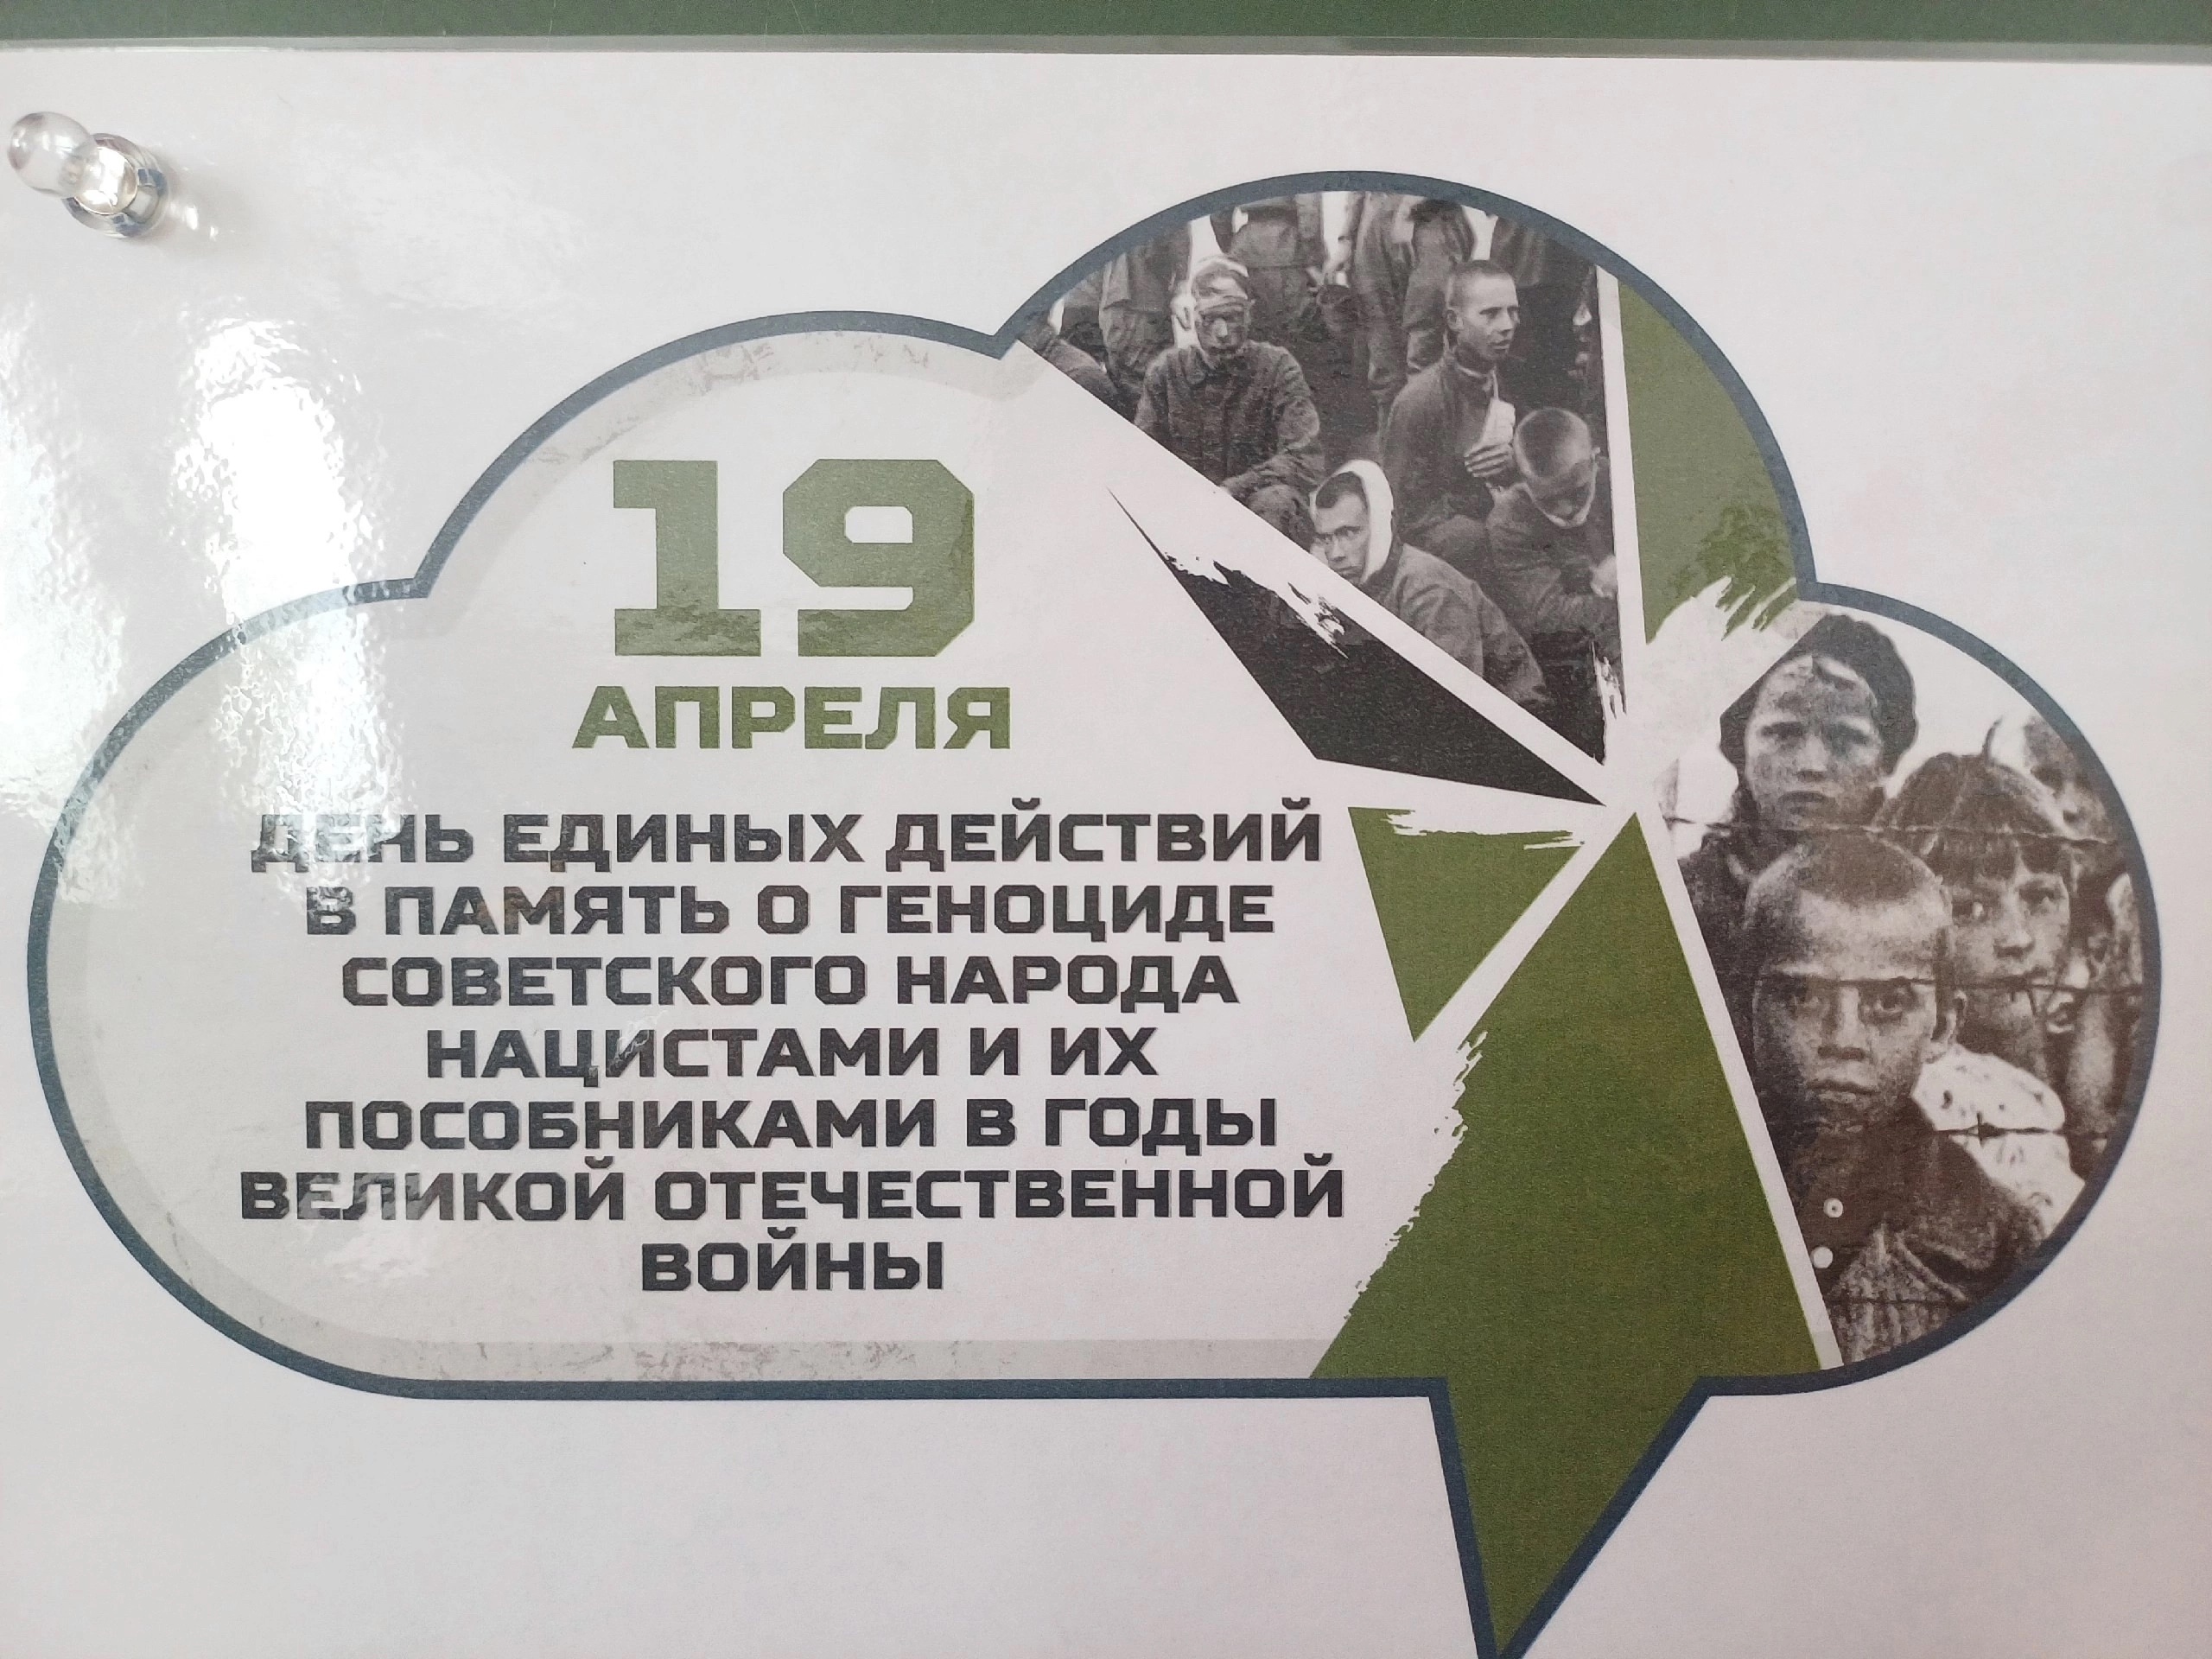 19
АПРЕЛЯ
ДЕНЬ ЕДИНЫХ ДЕЙСТВИЙ
В ПАМЯТЬ О ГЕНОЦИДЕ
СОВЕТСКОГО НАРОДА
НАЦИСТАМИ И ИХ
ПОСОБНИКАМИ В ГОДЫ
ВЕЛИКОЙ ОТЕЧЕСТВЕННОЙ
ВОЙНЫ